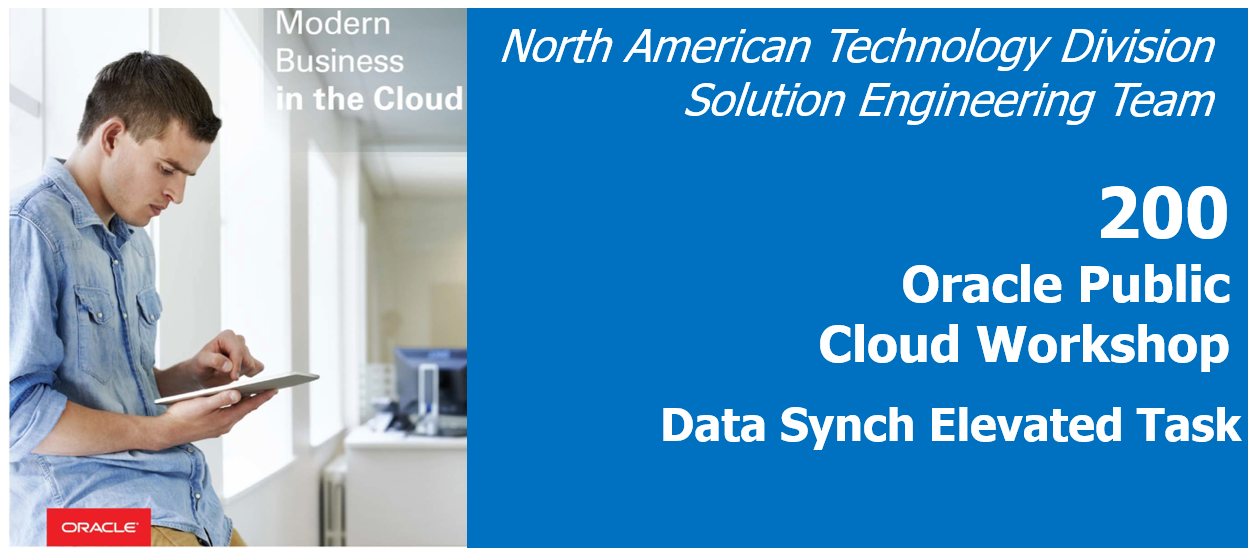 Modern
Business
in the Cloud
ORACLE
North American Technology Division
Solution Engineering Team
200
Oracle Public
Cloud Workshop
Data Synch Elevated Task